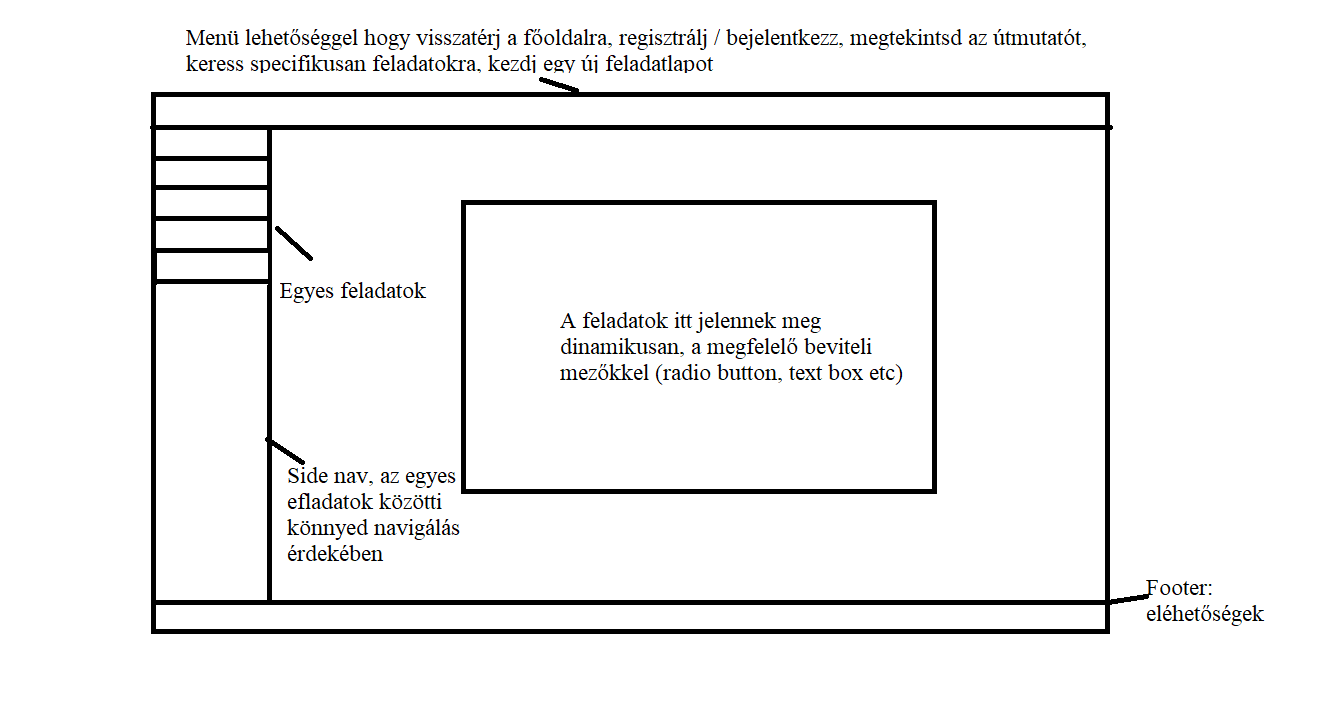 Menü lehetőséggel hogy visszatérj a főoldalra, regisztrálj / bejelentkezz, megtekintsd az útmutatót,
keress specifikusan feladatokra, kezdj egy új feladatlapot
Egyes feladatok
A feladatok itt jelennek meg
dinamikusan, a megfelelő beviteli
mezőkkel (radio button, text box etc)
Side nav, az egyes
efladatok közötti
könnyed navigálás
érdekében
Footer:
eléhetőségek